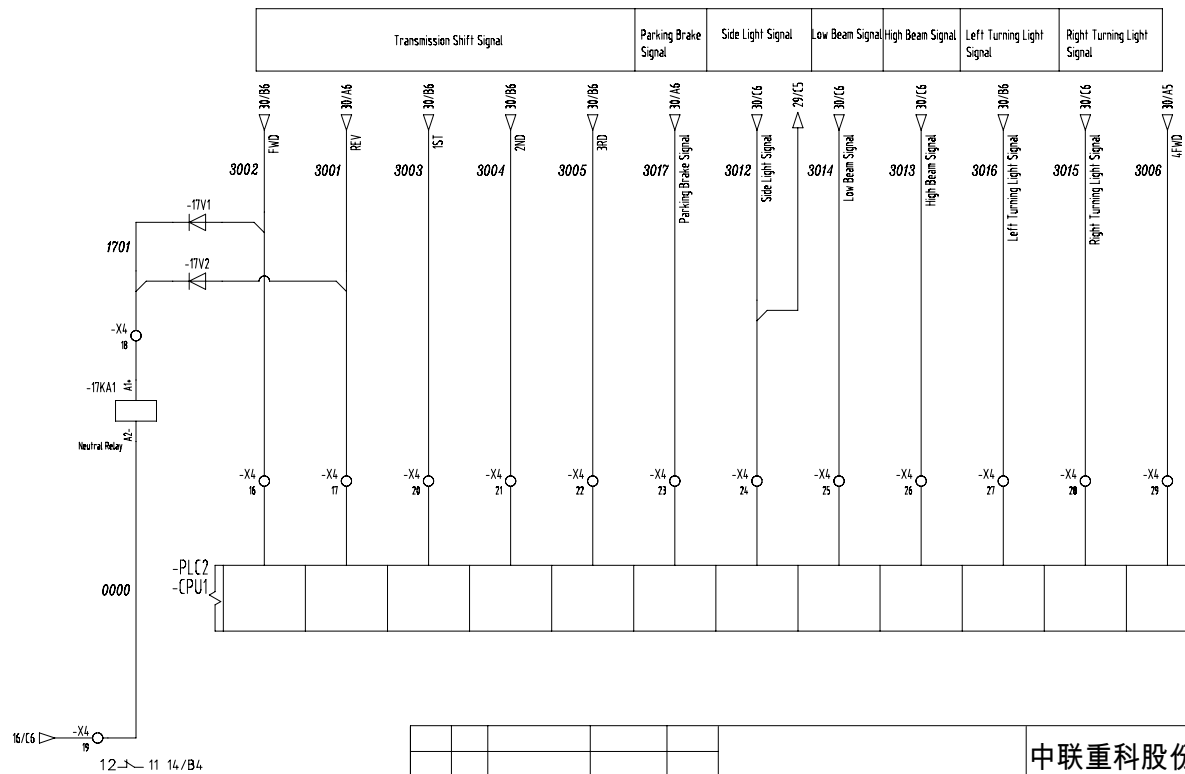 Transmission Shift Signal
Parking Brake
Signal
Side Light Signal
Low Beam Signal
High Beam Signal
Left Turning Light
Signal
Right Turning Light
Signal
30/B6
30/A6
30/B6
30/B6
30/B6
30/A6
30/C6
29/C5
30/C6
30/C6
30/B6
30/C6
30/A5
FWD
REV
1ST
2ND
3RD
Parking Brake Signal
Side Light Signal
Low Beam Signal
High Beam Signal
Left Turning Light Signal
Right Turning Light Signal
4FWD
3002
3001
3003
3004
3005
3017
3012
3014
3013
3016
3015
3006
-17V1
1701
-17V2
-X4
18
-17KA1
A1+
A2-
Neutral Relay
-X4
16
-X4
17
-X4
20
-X4
21
-X4
22
-X4
23
-X4
24
-X4
25
-X4
26
-X4
27
-X4
28
-X4
29
-PLC2
-CPU1
0000
16/C6
-X4
19
12 11 14/B4
中联重科股份